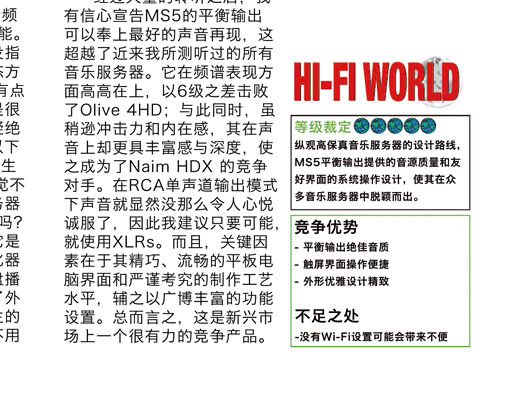 频
能。
指
方
有点
是很
绝
以下
生
觉不
务器
吗?
它是
器
播
了外
生的
不用
有信心宣告MS5的平衡输出
可以奉上最好的声音再现，这
超越了近来我所测听过的所有
音乐服务器。它在频谱表现方
面高高在上，以6级之差击败
了Olive 4HD；与此同时，虽
稍逊冲击力和内在感，其在声
音上却更具丰富感与深度，使
之成为了Naim HDX 的竞争
对手。在RCA单声道输出模式
下声音就显然没那么令人心悦
诚服了，因此我建议只要可能，
就使用XLRs。而且，关键因
素在于其精巧、流畅的平板电
脑界面和严谨考究的制作工艺
水平，辅之以广博丰富的功能
设置。总而言之，这是新兴市
场上一个很有力的竞争产品。
HI-FI WORLD
等级裁定
纵观高保真音乐服务器的设计路线，
MS5平衡输出提供的音源质量和友
好界面的系统操作设计，使其在众
多音乐服务器中脱颖而出。
竞争优势
- 平衡输出绝佳音质
- 触屏界面操作便捷
- 外形优雅设计精致
不足之处
-没有Wi-Fi设置可能会带来不便